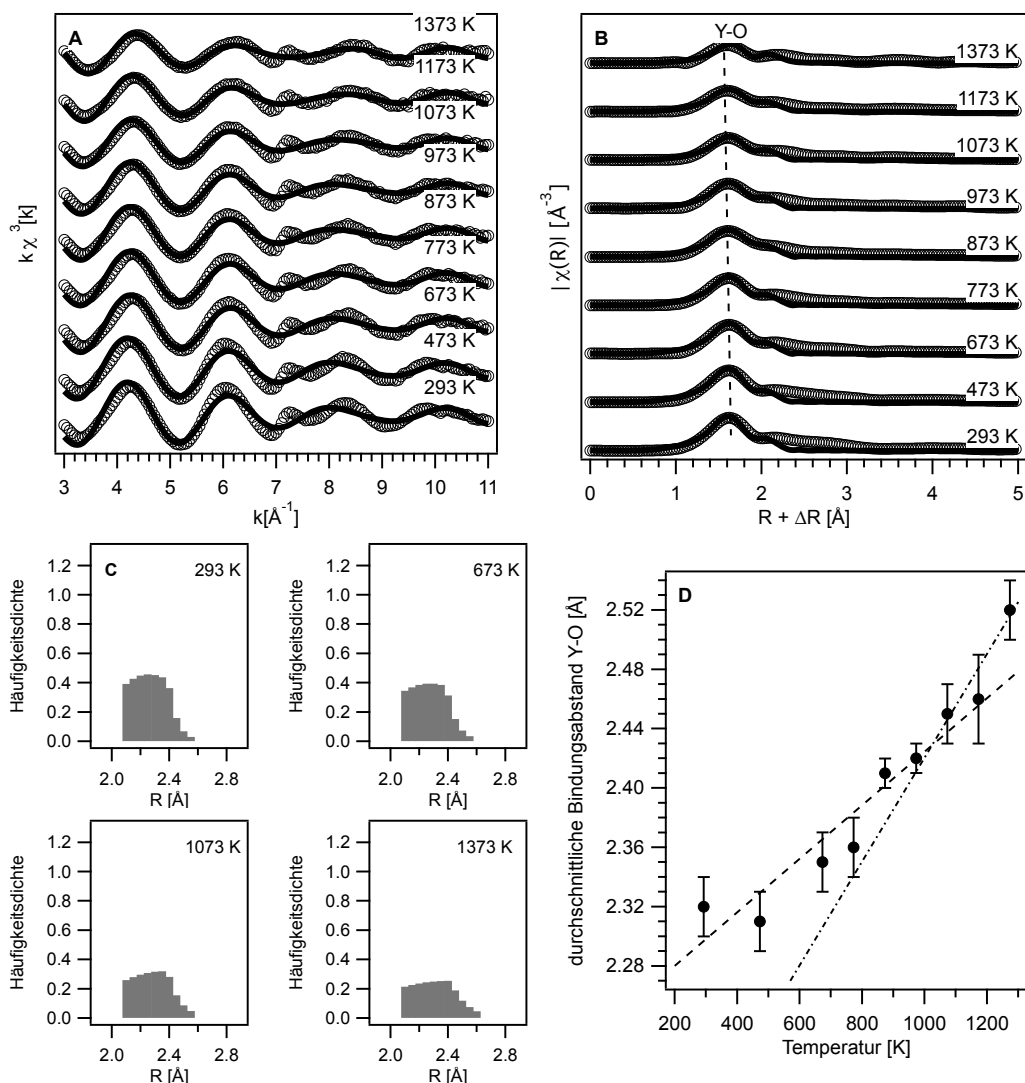 A
1373 K
1173 K
1073 K
973 K
873 K
773 K
673 K
473 K
293 K
k χ ³[k]
3 4 5 6 7 8 9 10 11
k[Å⁻¹]
B
Y-O
1373 K
1173 K
1073 K
973 K
873 K
773 K
673 K
473 K
293 K
| χ(R)| [Å⁻³]
0 1 2 3 4 5
R + ΔR [Å]
C
293 K
Häufigkeitsdichte
1.2
1.0
0.8
0.6
0.4
0.2
0.0
2.0 2.4 2.8
R [Å]
673 K
Häufigkeitsdichte
1.2
1.0
0.8
0.6
0.4
0.2
0.0
2.0 2.4 2.8
R [Å]
1073 K
Häufigkeitsdichte
1.2
1.0
0.8
0.6
0.4
0.2
0.0
2.0 2.4 2.8
R [Å]
1373 K
Häufigkeitsdichte
1.2
1.0
0.8
0.6
0.4
0.2
0.0
2.0 2.4 2.8
R [Å]
D
durchschnittliche Bindungsabstand Y-O [Å]
2.52
2.48
2.44
2.40
2.36
2.32
2.28
200 400 600 800 1000 1200
Temperatur [K]